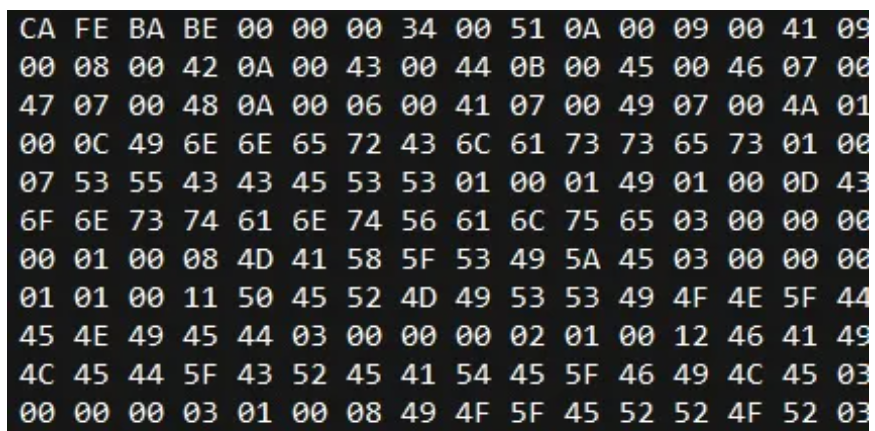 CA FE BA BE 00 00 00 34 00 51 0A 00 09 00 41 09
00 08 00 42 0A 00 43 00 44 0B 00 45 00 46 07 00
47 07 00 48 0A 00 06 00 41 07 00 49 07 00 4A 01
00 0C 49 6E 6E 65 72 43 6C 61 73 73 65 73 01 00
07 53 55 43 43 45 53 53 01 00 01 49 01 00 0D 43
6F 6E 73 74 61 6E 74 56 61 6C 75 65 03 00 00 00
00 01 00 08 4D 41 58 5F 53 49 5A 45 03 00 00 00
01 01 00 11 50 45 52 4D 49 53 53 49 4F 4E 5F 44
45 4E 49 45 44 03 00 00 00 02 01 00 12 46 41 49
4C 45 44 5F 43 52 45 41 54 45 5F 46 49 4C 45 03
00 00 00 03 01 00 08 49 4F 5F 45 52 52 4F 52 03